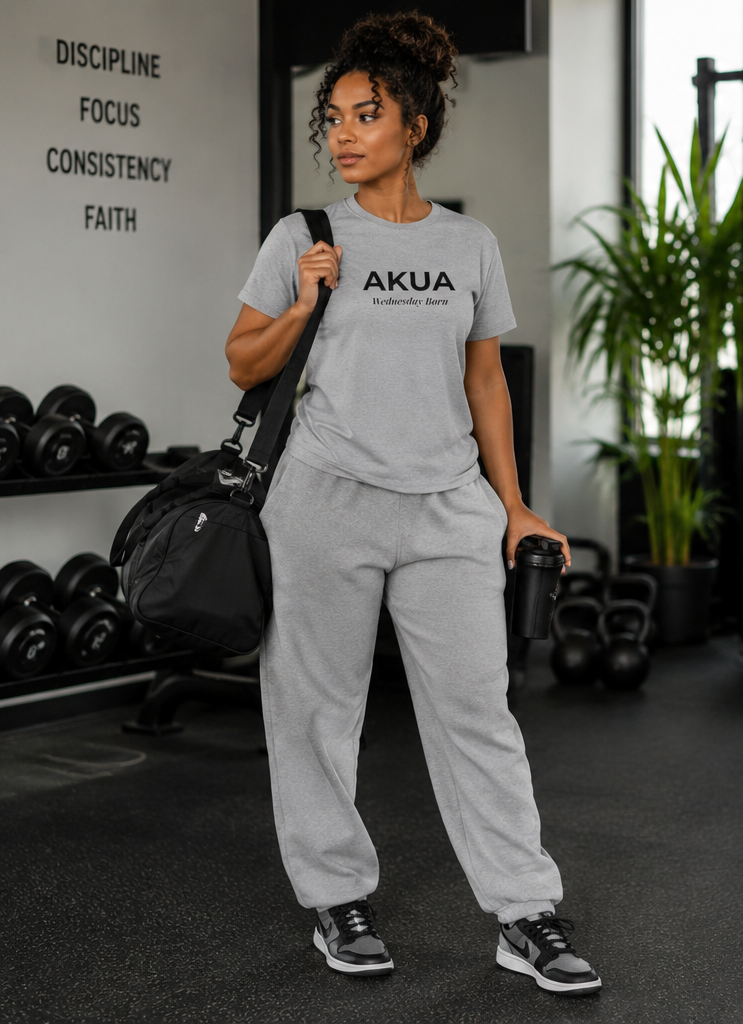 DISCIPLINE
FOCUS
CONSISTENCY
FAITH
AKUA
Wednesday Born